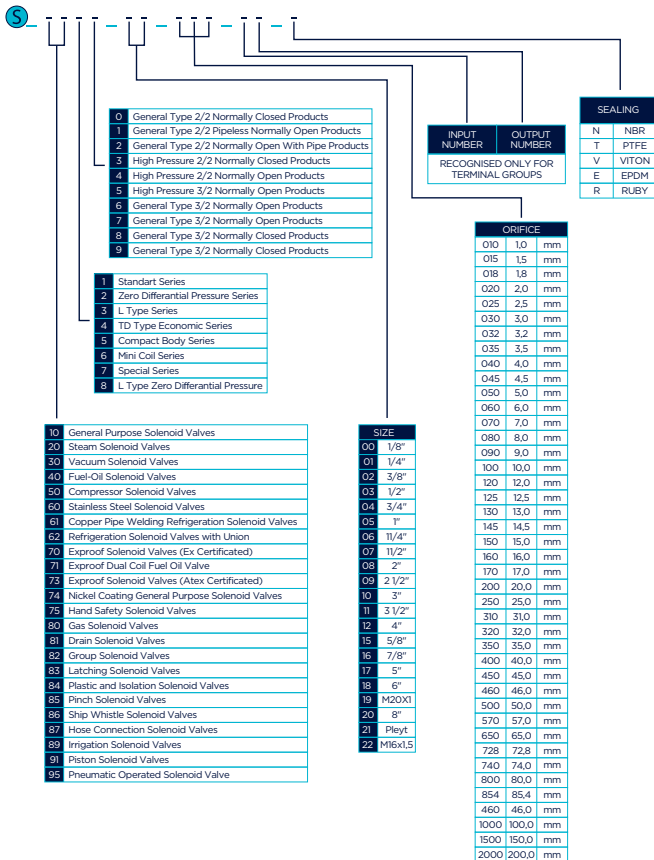 S _ _ _ _ _
0 General Type 2/2 Normally Closed Products
1 General Type 2/2 Pipeless Normally Open Products
2 General Type 2/2 Normally Open With Pipe Products
3 High Pressure 2/2 Normally Closed Products
4 High Pressure 2/2 Normally Open Products
5 High Pressure 3/2 Normally Open Products
6 General Type 3/2 Normally Open Products
7 General Type 3/2 Normally Open Products
8 General Type 3/2 Normally Closed Products
9 General Type 3/2 Normally Closed Products
INPUT NUMBER OUTPUT NUMBER
RECOGNISED ONLY FOR
TERMINAL GROUPS
SEALING
N NBR
T PTFE
V VITON
E EPDM
R RUBY
1 Standart Series
2 Zero Differantial Pressure Series
3 L Type Series
4 TD Type Economic Series
5 Compact Body Series
6 Mini Coil Series
7 Special Series
8 L Type Zero Differantial Pressure
10 General Purpose Solenoid Valves
20 Steam Solenoid Valves
30 Vacuum Solenoid Valves
40 Fuel-Oil Solenoid Valves
50 Compressor Solenoid Valves
60 Stainless Steel Solenoid Valves
61 Copper Pipe Welding Refrigeration Solenoid Valves
62 Refrigeration Solenoid Valves with Union
70 Exproof Solenoid Valves (Ex Certificated)
71 Exproof Dual Coil Fuel Oil Valve
73 Exproof Solenoid Valves (Atex Certificated)
74 Nickel Coating General Purpose Solenoid Valves
75 Hand Safety Solenoid Valves
80 Gas Solenoid Valves
81 Drain Solenoid Valves
82 Group Solenoid Valves
83 Latching Solenoid Valves
84 Plastic and Isolation Solenoid Valves
85 Pinch Solenoid Valves
86 Ship Whistle Solenoid Valves
87 Hose Connection Solenoid Valves
89 Irrigation Solenoid Valves
91 Piston Solenoid Valves
95 Pneumatic Operated Solenoid Valve
SIZE
00 1/8"
01 1/4"
02 3/8"
03 1/2"
04 3/4"
05 1"
06 11/4"
07 11/2"
08 2"
09 2 1/2"
10 3"
11 3 1/2"
12 4"
15 5/8"
16 7/8"
17 5"
18 6"
19 M20X1
20 8"
21 Pleyt
22 M16x1,5
ORIFICE
010 1,0 mm
015 1,5 mm
018 1,8 mm
020 2,0 mm
025 2,5 mm
030 3,0 mm
032 3,2 mm
035 3,5 mm
040 4,0 mm
045 4,5 mm
050 5,0 mm
060 6,0 mm
070 7,0 mm
080 8,0 mm
090 9,0 mm
100 10,0 mm
120 12,0 mm
125 12,5 mm
130 13,0 mm
145 14,5 mm
150 15,0 mm
160 16,0 mm
170 17,0 mm
200 20,0 mm
250 25,0 mm
310 31,0 mm
320 32,0 mm
350 35,0 mm
400 40,0 mm
450 45,0 mm
460 46,0 mm
500 50,0 mm
570 57,0 mm
650 65,0 mm
728 72,8 mm
740 74,0 mm
800 80,0 mm
854 85,4 mm
460 46,0 mm
1000 100,0 mm
1500 150,0 mm
2000 200,0 mm